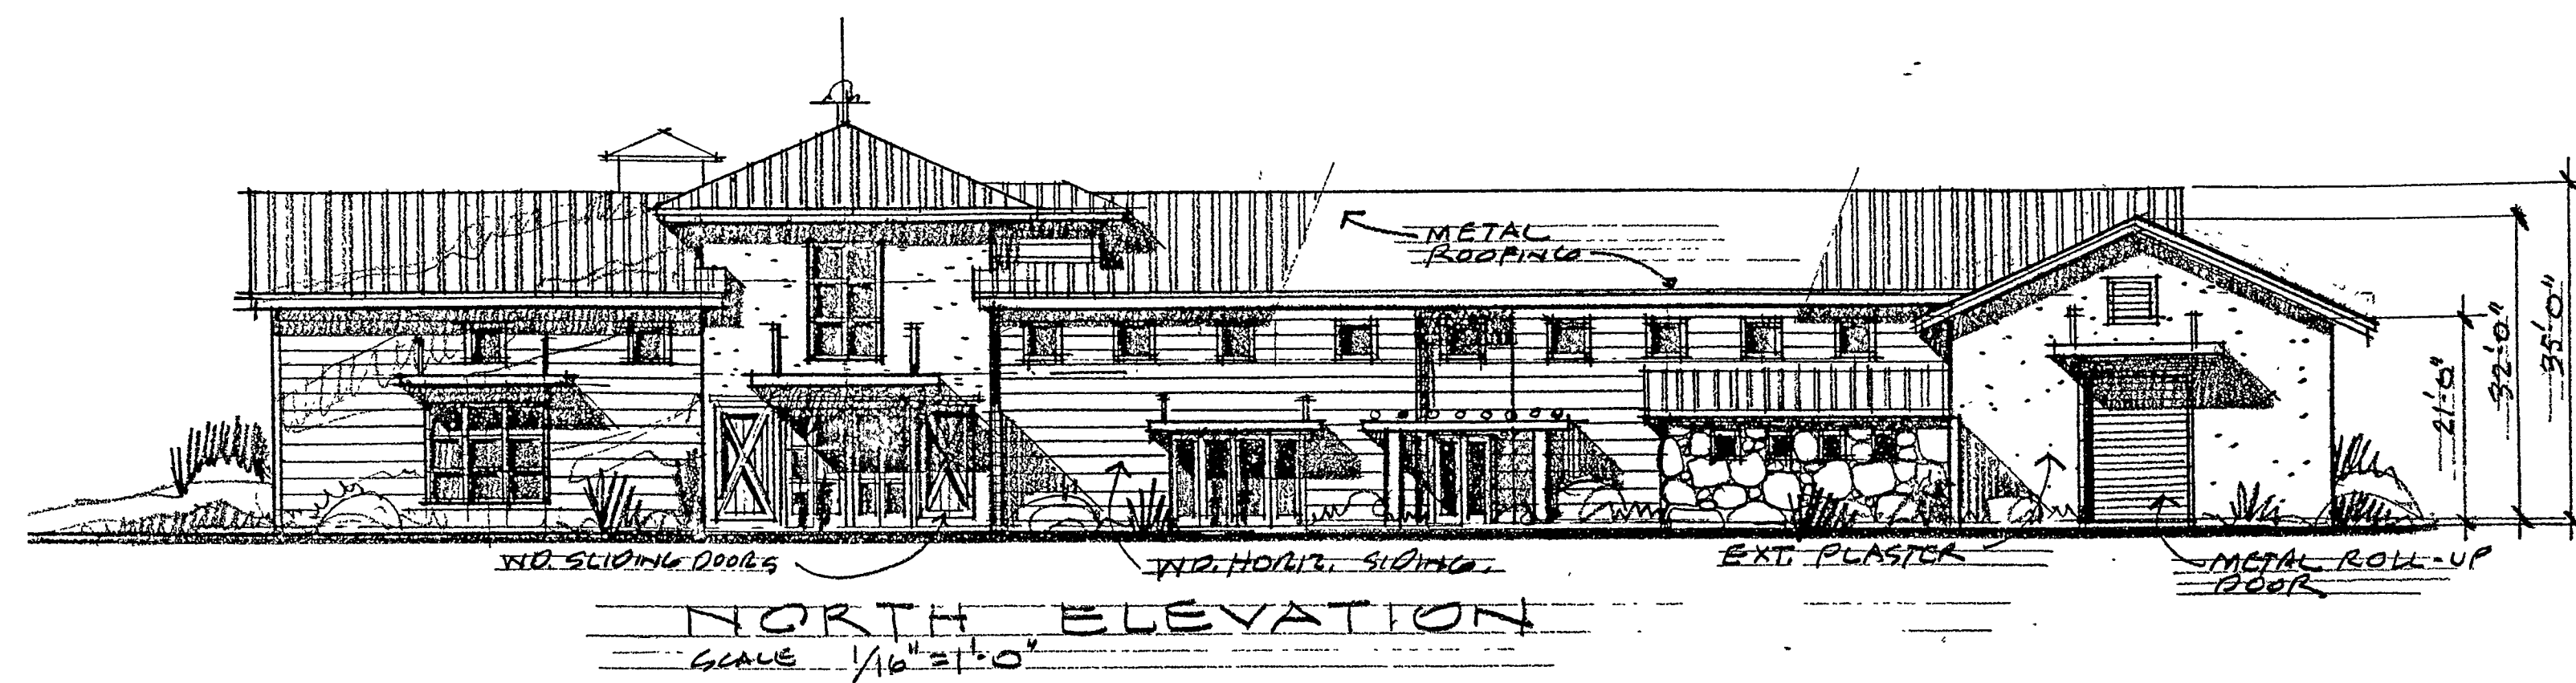 METAL
ROOFING
21'-0"
32'-0"
35'-0"
WD. SLIDING DOORS
WD. HORIZ. SIDING.
EXT. PLASTER
METAL ROLL-UP
DOOR
NORTH ELEVATION
SCALE 1/16"=1'-0"